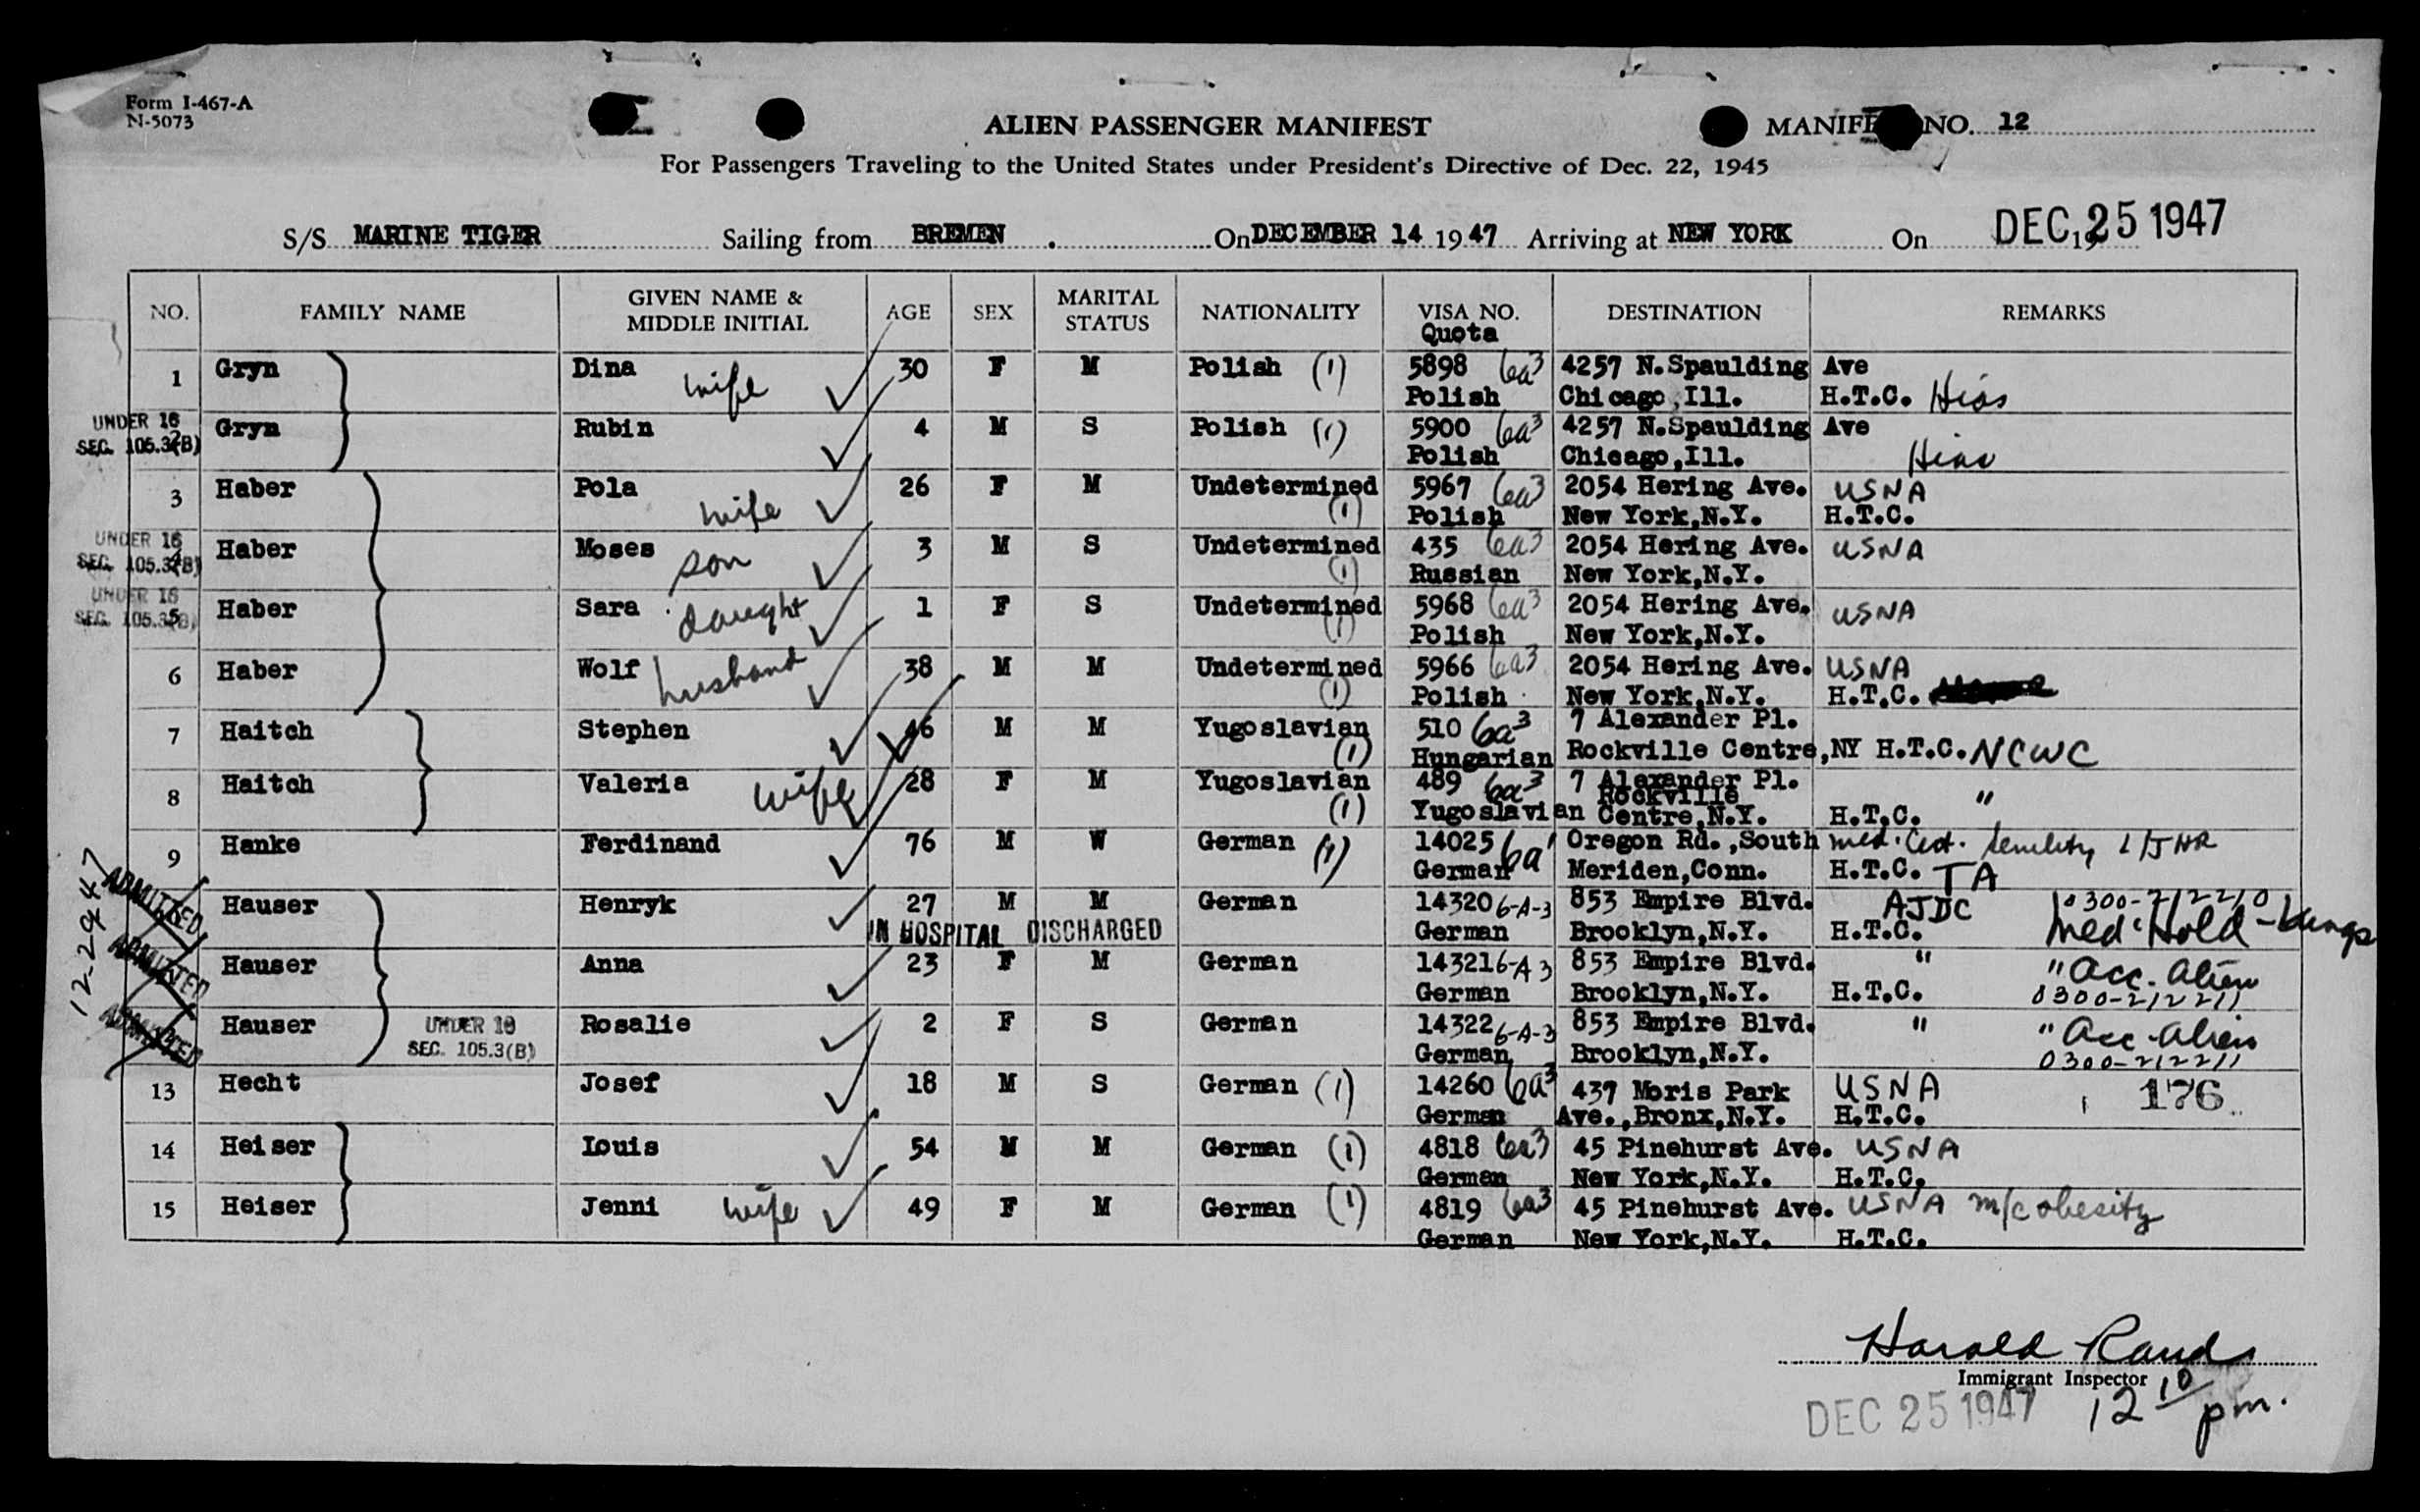 Form I-467-A
N-5073
ALIEN PASSENGER MANIFEST
MANIFE NO. 12
For Passengers Traveling to the United States under President's Directive of Dec. 22, 1945
S/S MARINE TIGER Sailing from BREMEN . On DECEMBER 14 1947 Arriving at NEW YORK On DEC 25 1947
NO. FAMILY NAME GIVEN NAME & MIDDLE INITIAL AGE SEX MARITAL STATUS NATIONALITY VISA NO. Quota DESTINATION REMARKS
1 Gryn Dina wife 30 F M Polish (1) 5898 6a3 4257 N.Spaulding Ave
Polish Chicago,Ill. H.T.C. Hias
UNDER 16
SEC. 105.3(B)
2 Gryn Rubin 4 M S Polish (1) 5900 6a3 4257 N.Spaulding Ave
Polish Chicago,Ill. Hias
3 Haber Pola wife 26 F M Undetermined (1) 5967 6a3 2054 Hering Ave. USNA
Polish New York,N.Y. H.T.C.
UNDER 16
SEC. 105.3(B)
4 Haber Moses son 3 M S Undetermined (1) 435 6a3 2054 Hering Ave. USNA
Russian New York,N.Y.
UNDER 16
SEC. 105.3(B)
5 Haber Sara daught 1 F S Undetermined (1) 5968 6a3 2054 Hering Ave. USNA
Polish New York,N.Y.
6 Haber Wolf husband 38 M M Undetermined (1) 5966 6a3 2054 Hering Ave. USNA
Polish New York,N.Y. H.T.C.
7 Haitch Stephen 46 M M Yugoslavian (1) 510 6a3 7 Alexander Pl.
Hungarian Rockville Centre,NY H.T.C. NCWC
8 Haitch Valeria wife 28 F M Yugoslavian (1) 489 6a3 7 Alexander Pl. "
Yugoslavian Rockville Centre,N.Y. H.T.C.
9 Hanke Ferdinand 76 M W German (1) 14025 6a1 Oregon Rd.,South med. Cert. Senility
German Meriden,Conn. H.T.C. TA
12-29-47
ADMITTED
Hauser Henryk 27 M M German 14320 6-A-3 853 Empire Blvd. AJDC 0300-212210
IN HOSPITAL DISCHARGED German Brooklyn,N.Y. H.T.C. Med. Hold - Lungs
ADMITTED
Hauser Anna 23 F M German 14321 6-A3 853 Empire Blvd. " " Acc. Alien
German Brooklyn,N.Y. H.T.C. 0300-212211
ADMITTED
Hauser UNDER 16 SEC. 105.3(B) Rosalie 2 F S German 14322 6-A-3 853 Empire Blvd. " " Acc. Alien
German Brooklyn,N.Y. 0300-212211
13 Hecht Josef 18 M S German (1) 14260 6a3 437 Moris Park USNA 176
German Ave.,Bronx,N.Y. H.T.C.
14 Heiser Louis 54 M M German (1) 4818 6a3 45 Pinehurst Ave. USNA
German New York,N.Y. H.T.C.
15 Heiser Jenni wife 49 F M German (1) 4819 6a3 45 Pinehurst Ave. USNA m/c obesity
German New York,N.Y. H.T.C.
Harold Rand
Immigrant Inspector
DEC 25 1947 12 10 pm.